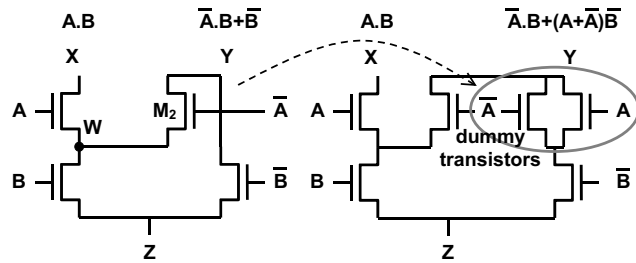 A.B
A̅.B+B̅
X
Y
A
W
M₂
A̅
B
B̅
Z
A.B
A̅.B+(A+A̅)B̅
X
Y
A
A̅
A
dummy
transistors
B
B̅
Z